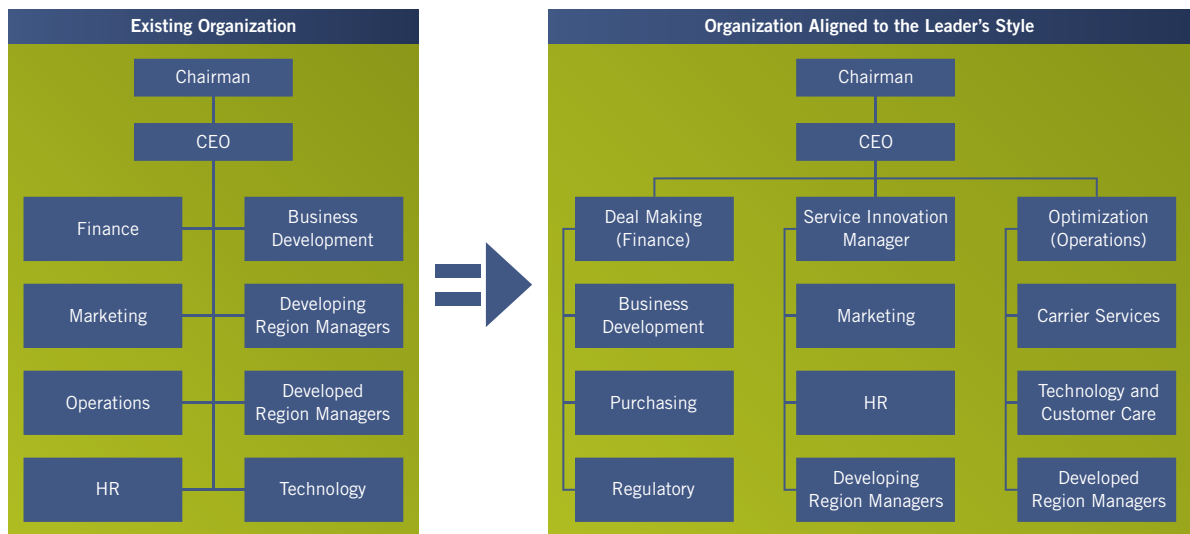 Existing Organization
Chairman
CEO
Finance
Business
Development
Marketing
Developing
Region Managers
Operations
Developed
Region Managers
HR
Technology
Organization Aligned to the Leader's Style
Chairman
CEO
Deal Making
(Finance)
Service Innovation
Manager
Optimization
(Operations)
Business
Development
Marketing
Carrier Services
Purchasing
HR
Technology and
Customer Care
Regulatory
Developing
Region Managers
Developed
Region Managers